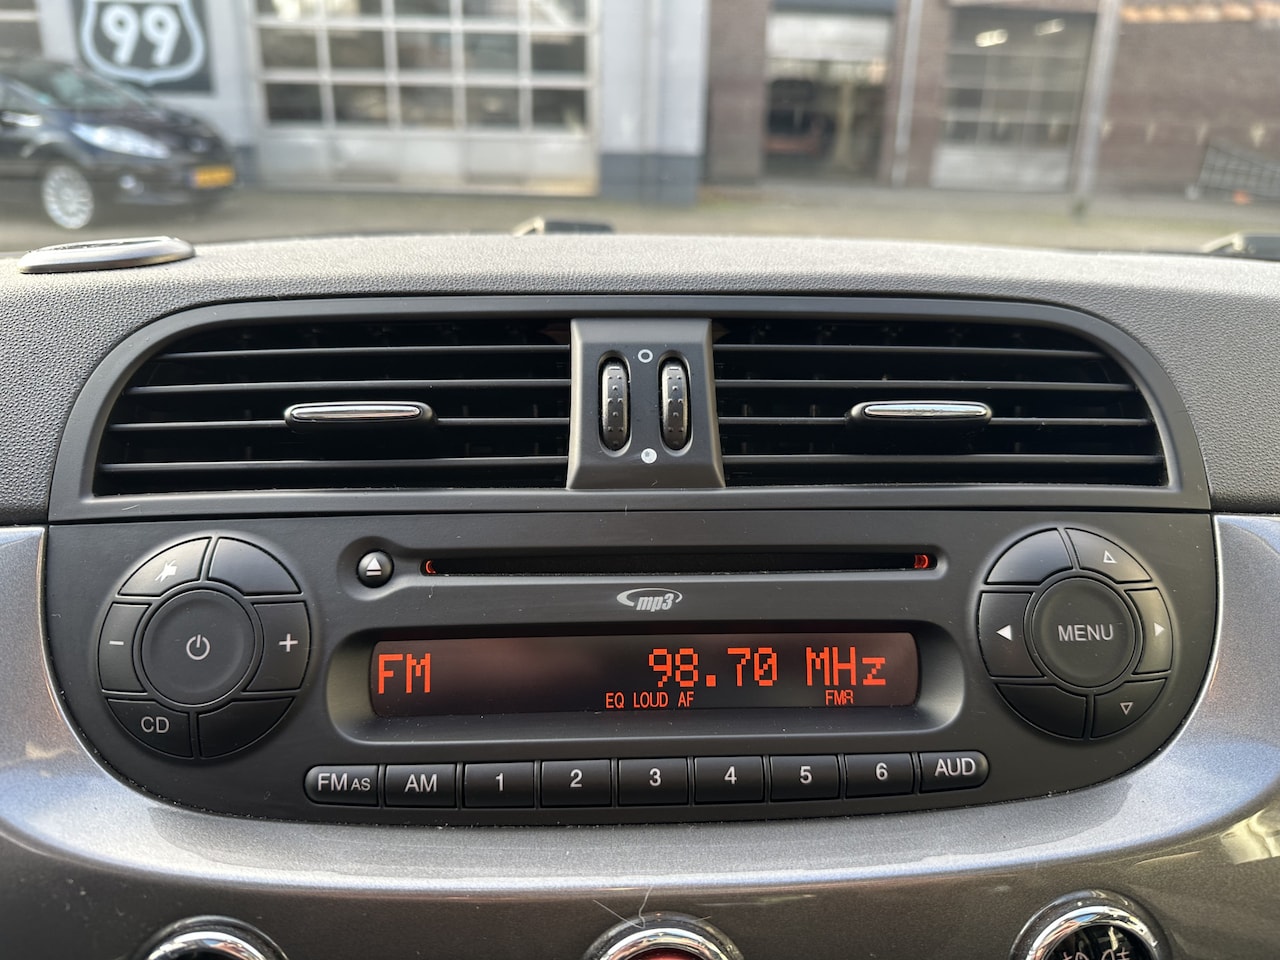 99
mp3
FM 98.70 MHz
EQ LOUD AF FMA
MENU
CD
FM AS AM 1 2 3 4 5 6 AUD